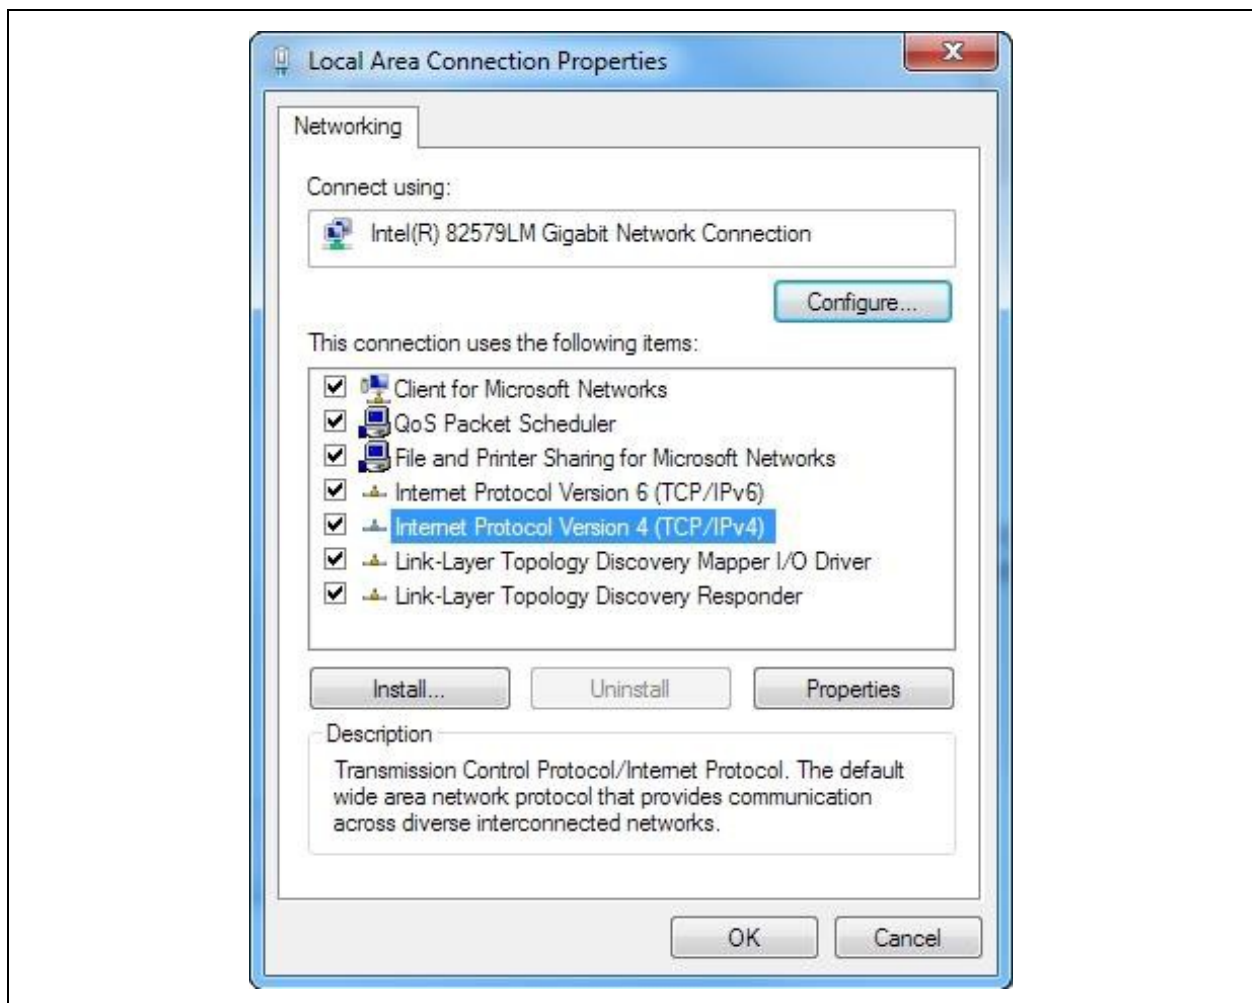 Local Area Connection Properties
Networking
Connect using:
Intel(R) 82579LM Gigabit Network Connection
Configure...
This connection uses the following items:
Client for Microsoft Networks
QoS Packet Scheduler
File and Printer Sharing for Microsoft Networks
Internet Protocol Version 6 (TCP/IPv6)
Internet Protocol Version 4 (TCP/IPv4)
Link-Layer Topology Discovery Mapper I/O Driver
Link-Layer Topology Discovery Responder
Install... Uninstall Properties
Description
Transmission Control Protocol/Internet Protocol. The default
wide area network protocol that provides communication
across diverse interconnected networks.
OK Cancel